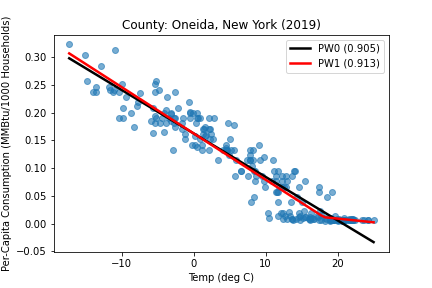 County: Oneida, New York (2019)
Per-Capita Consumption (MMBtu/1000 Households)
PW0 (0.905)
PW1 (0.913)
0.30
0.25
0.20
0.15
0.10
0.05
0.00
−0.05
−10
0
10
20
Temp (deg C)